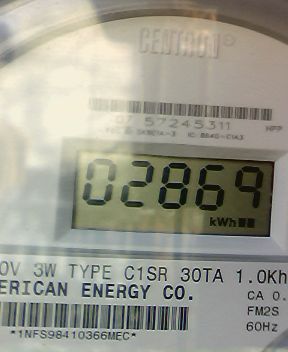 CENTRON®
07 57245311
02869
kWh
0V 3W TYPE C1SR 30TA 1.0Kh
ERICAN ENERGY CO.
CA 0.
FM2S
60Hz
*1NFS98410366MEC*